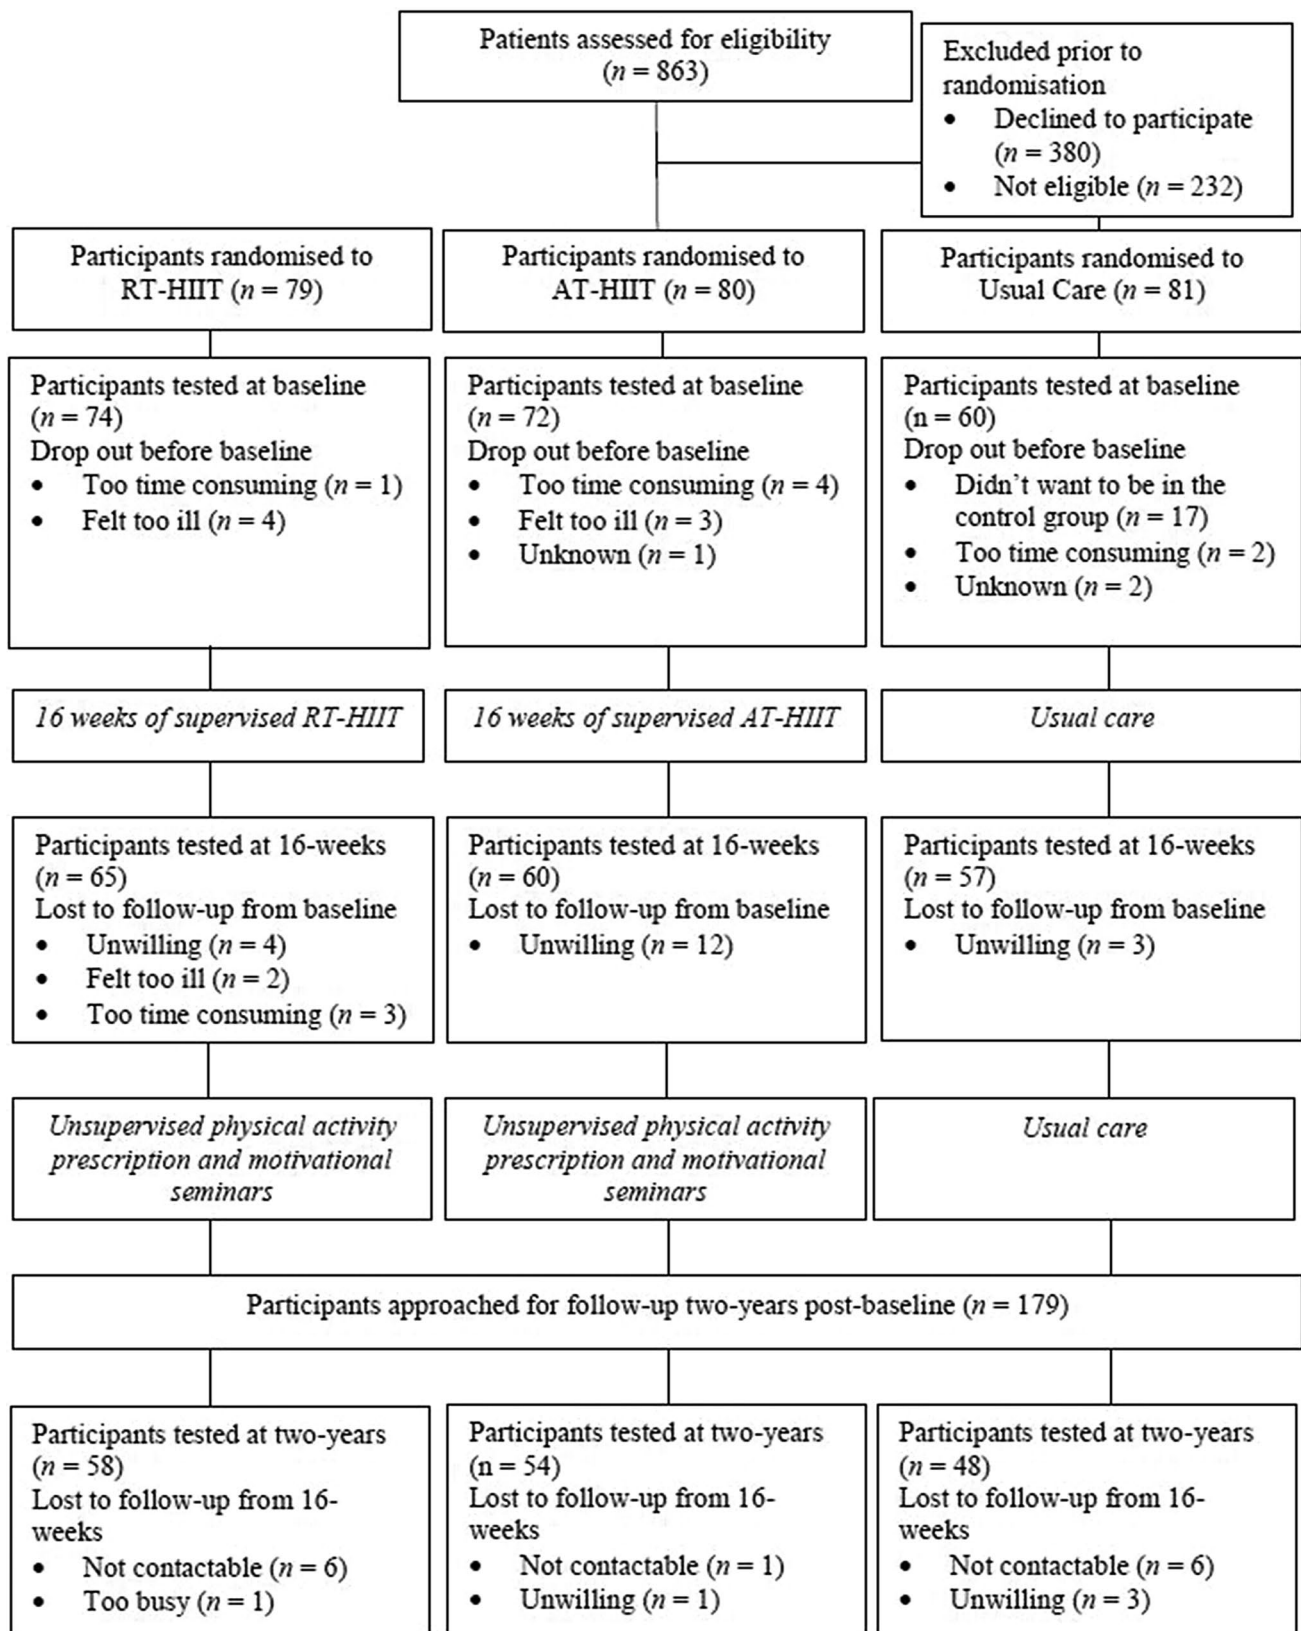 Patients assessed for eligibility
(n = 863)
Excluded prior to
randomisation
• Declined to participate
(n = 380)
• Not eligible (n = 232)
Participants randomised to
RT-HIIT (n = 79)
Participants randomised to
AT-HIIT (n = 80)
Participants randomised to
Usual Care (n = 81)
Participants tested at baseline
(n = 74)
Drop out before baseline
• Too time consuming (n = 1)
• Felt too ill (n = 4)
Participants tested at baseline
(n = 72)
Drop out before baseline
• Too time consuming (n = 4)
• Felt too ill (n = 3)
• Unknown (n = 1)
Participants tested at baseline
(n = 60)
Drop out before baseline
• Didn’t want to be in the
control group (n = 17)
• Too time consuming (n = 2)
• Unknown (n = 2)
16 weeks of supervised RT-HIIT
16 weeks of supervised AT-HIIT
Usual care
Participants tested at 16-weeks
(n = 65)
Lost to follow-up from baseline
• Unwilling (n = 4)
• Felt too ill (n = 2)
• Too time consuming (n = 3)
Participants tested at 16-weeks
(n = 60)
Lost to follow-up from baseline
• Unwilling (n = 12)
Participants tested at 16-weeks
(n = 57)
Lost to follow-up from baseline
• Unwilling (n = 3)
Unsupervised physical activity
prescription and motivational
seminars
Unsupervised physical activity
prescription and motivational
seminars
Usual care
Participants approached for follow-up two-years post-baseline (n = 179)
Participants tested at two-years
(n = 58)
Lost to follow-up from 16-
weeks
• Not contactable (n = 6)
• Too busy (n = 1)
Participants tested at two-years
(n = 54)
Lost to follow-up from 16-
weeks
• Not contactable (n = 1)
• Unwilling (n = 1)
Participants tested at two-years
(n = 48)
Lost to follow-up from 16-
weeks
• Not contactable (n = 6)
• Unwilling (n = 3)